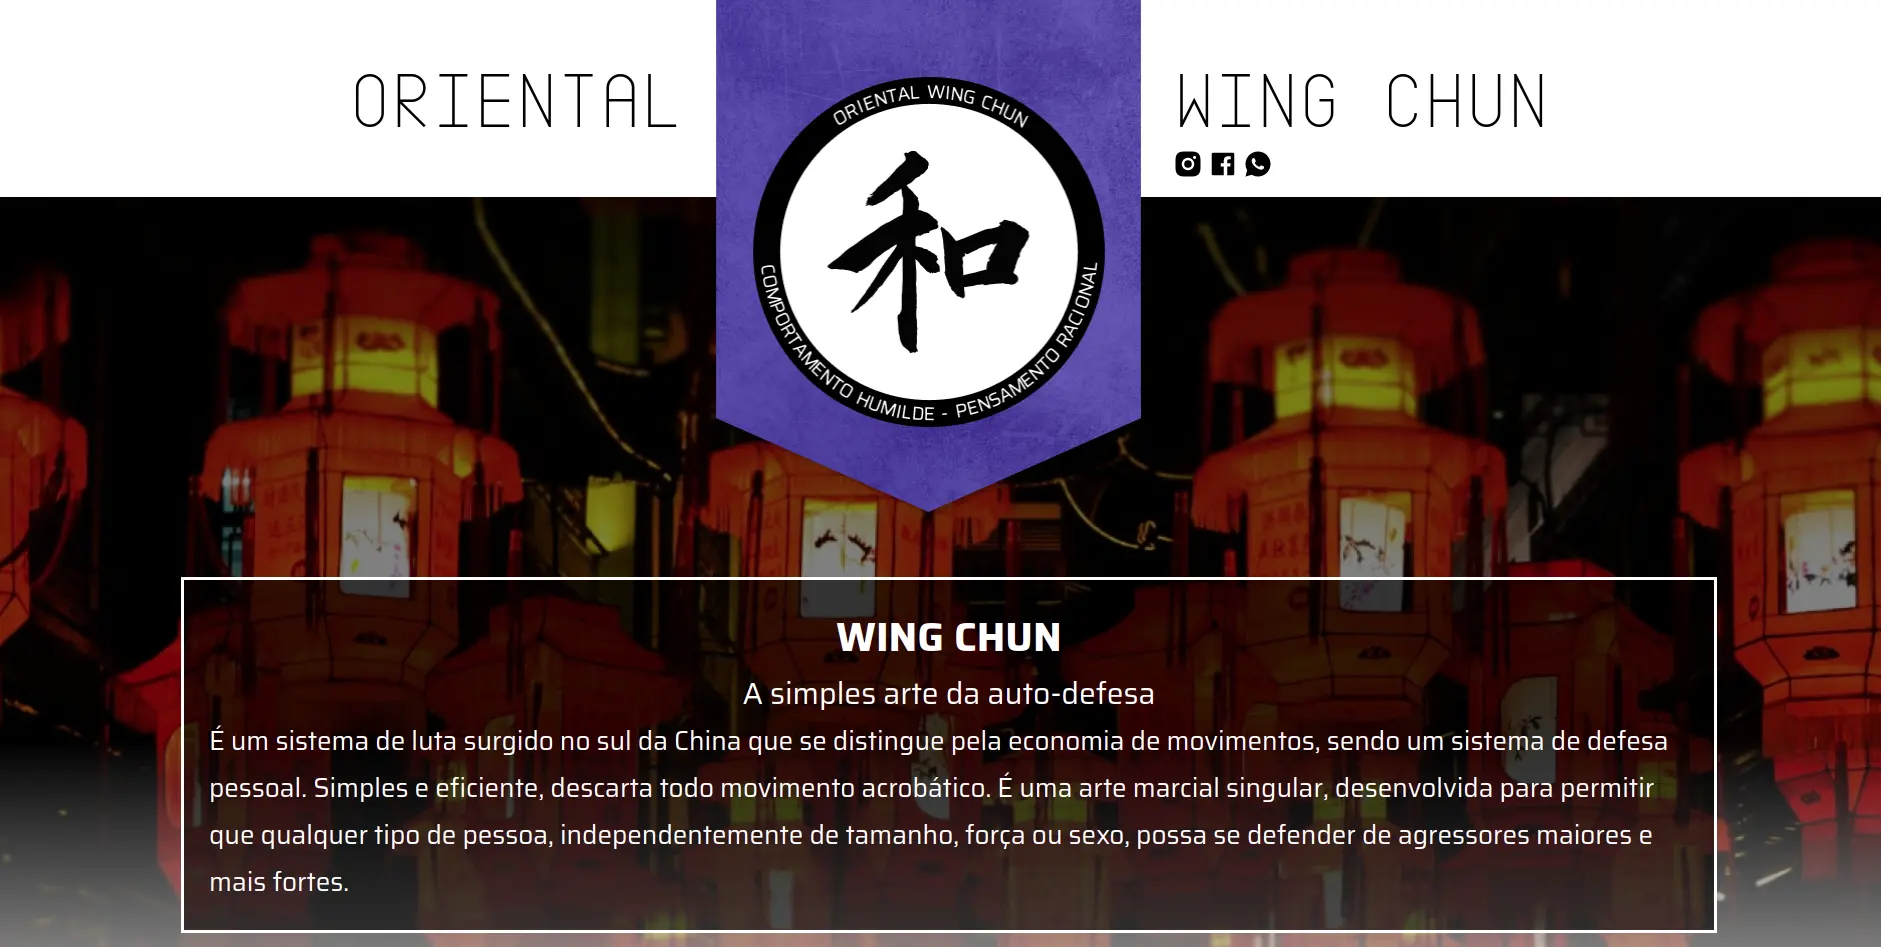 ORIENTAL
WING CHUN
ORIENTAL WING CHUN
和
COMPORTAMENTO HUMILDE - PENSAMENTO RACIONAL
WING CHUN
A simples arte da auto-defesa
É um sistema de luta surgido no sul da China que se distingue pela economia de movimentos, sendo um sistema de defesa
pessoal. Simples e eficiente, descarta todo movimento acrobático. É uma arte marcial singular, desenvolvida para permitir
que qualquer tipo de pessoa, independentemente de tamanho, força ou sexo, possa se defender de agressores maiores e
mais fortes.